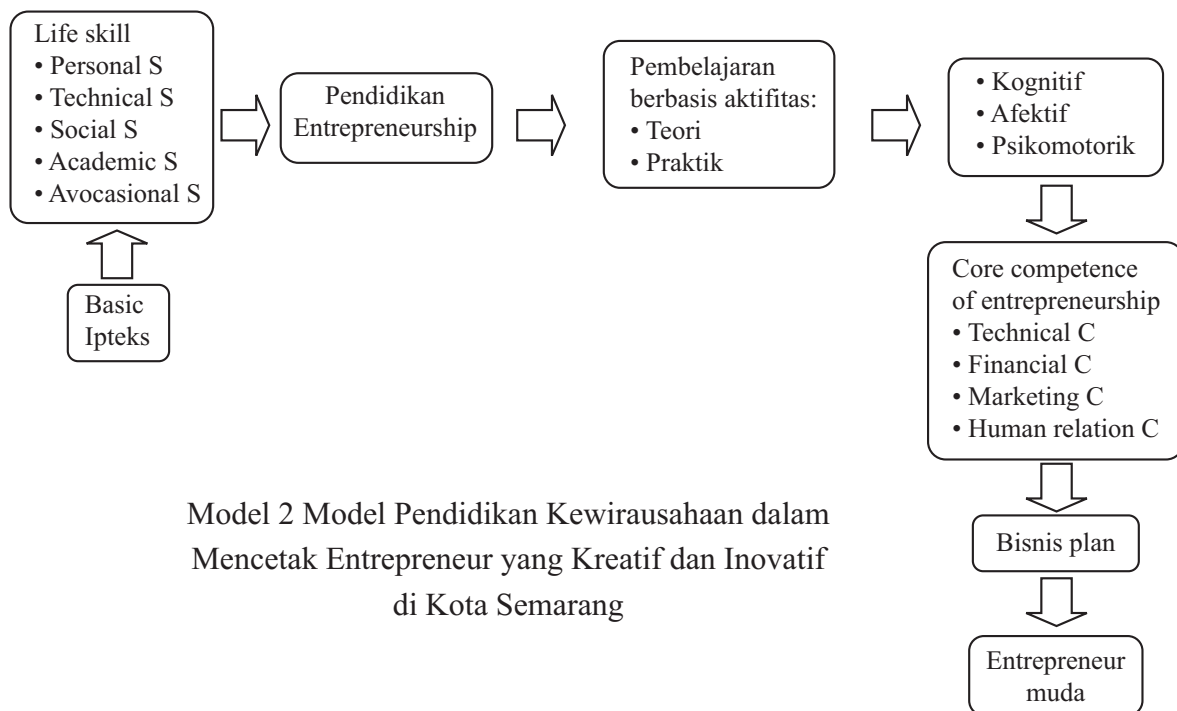 Life skill
• Personal S
• Technical S
• Social S
• Academic S
• Avocasional S
Basic
Ipteks
Pendidikan
Entrepreneurship
Pembelajaran
berbasis aktifitas:
• Teori
• Praktik
• Kognitif
• Afektif
• Psikomotorik
Core competence
of entrepreneurship
• Technical C
• Financial C
• Marketing C
• Human relation C
Bisnis plan
Entrepreneur
muda
Model 2 Model Pendidikan Kewirausahaan dalam
Mencetak Entrepreneur yang Kreatif dan Inovatif
di Kota Semarang